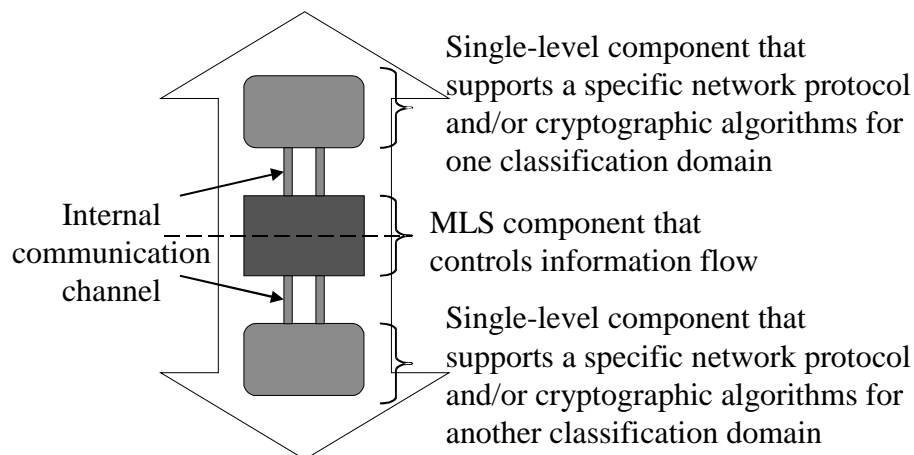 Single-level component that
supports a specific network protocol
and/or cryptographic algorithms for
one classification domain
Internal
communication
channel
MLS component that
controls information flow
Single-level component that
supports a specific network protocol
and/or cryptographic algorithms for
another classification domain